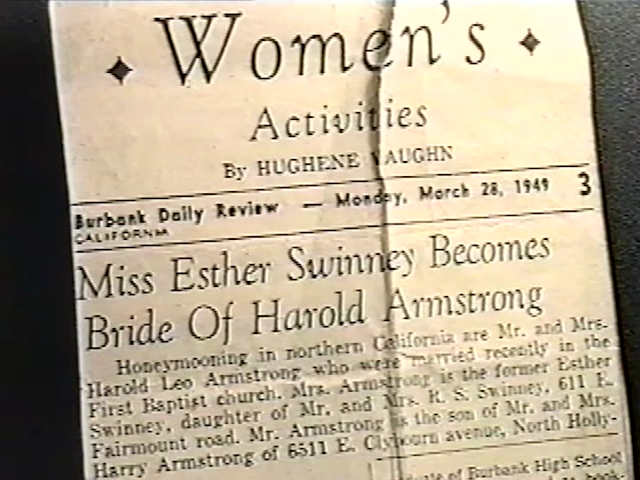 Women's
Activities
By HUGHENE VAUGHN
Burbank Daily Review — Monday, March 28, 1949 3
CALIFORNIA
Miss Esther Swinney Becomes
Bride Of Harold Armstrong
Honeymooning in northern California are Mr. and Mrs.
Harold Leo Armstrong who were married recently in the
First Baptist church. Mrs. Armstrong is the former Esther
Swinney, daughter of Mr. and Mrs. R. S. Swinney, 611 E.
Fairmount road. Mr. Armstrong is the son of Mr. and Mrs.
Harry Armstrong of 6511 E. Clybourn avenue, North Holly-
of Burbank High School